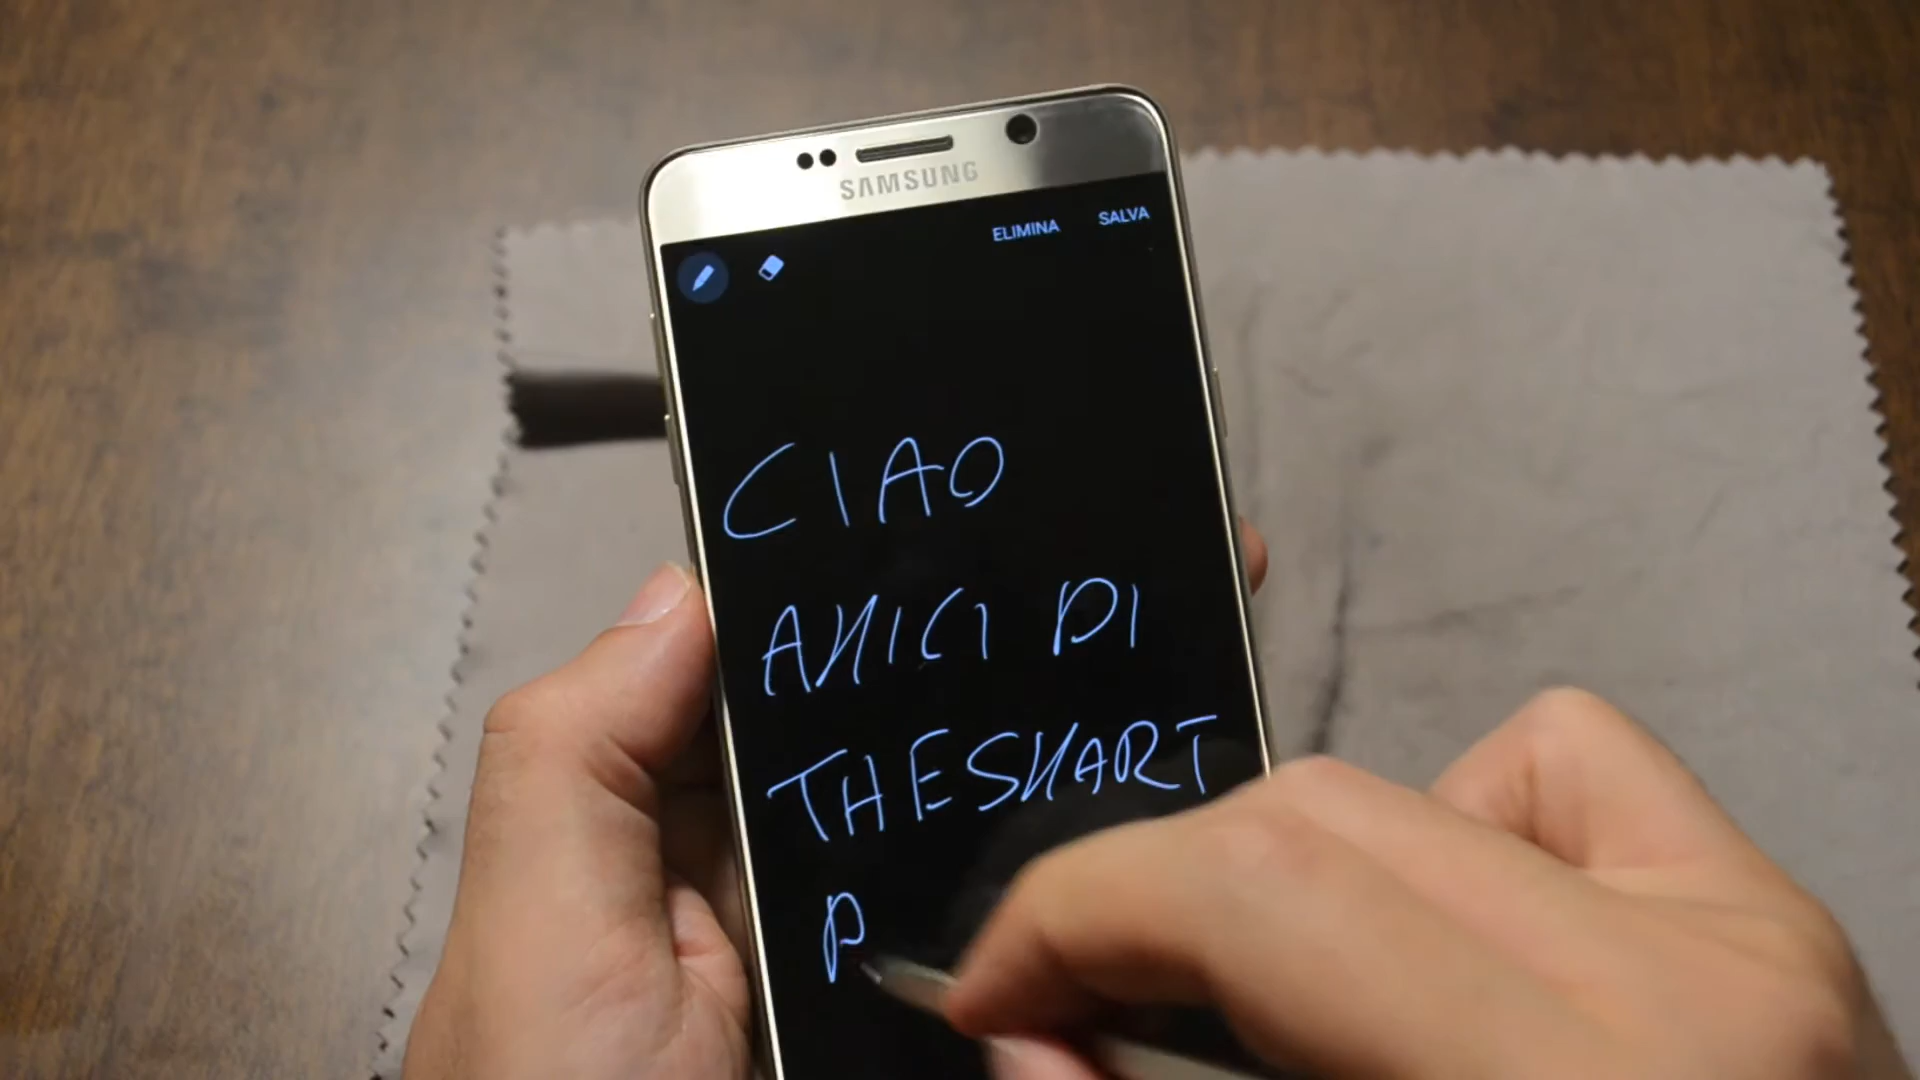 SAMSUNG
ELIMINA SALVA
CIAO
AMICI DI
THESMART
P